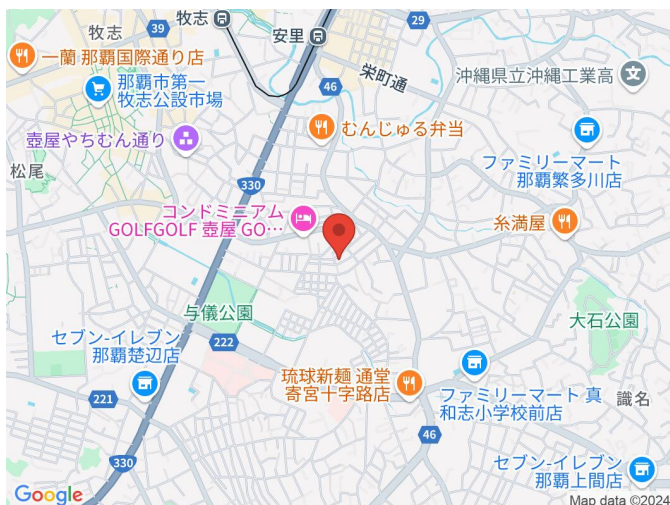 牧志
安里
29
39
牧志
一蘭 那覇国際通り店
46
栄町通
沖縄県立沖縄工業高
那覇市第一
牧志公設市場
むんじゅる弁当
壺屋やちむん通り
ファミリーマート
那覇繁多川店
松尾
330
コンドミニアム
GOLFGOLF 壺屋 GO…
糸満屋
与儀公園
大石公園
セブン-イレブン
那覇楚辺店
222
琉球新麺 通堂
寄宮十字路店
ファミリーマート 真
和志小学校前店
識名
221
46
330
セブン-イレブン
那覇上間店
Google
Map data ©2024